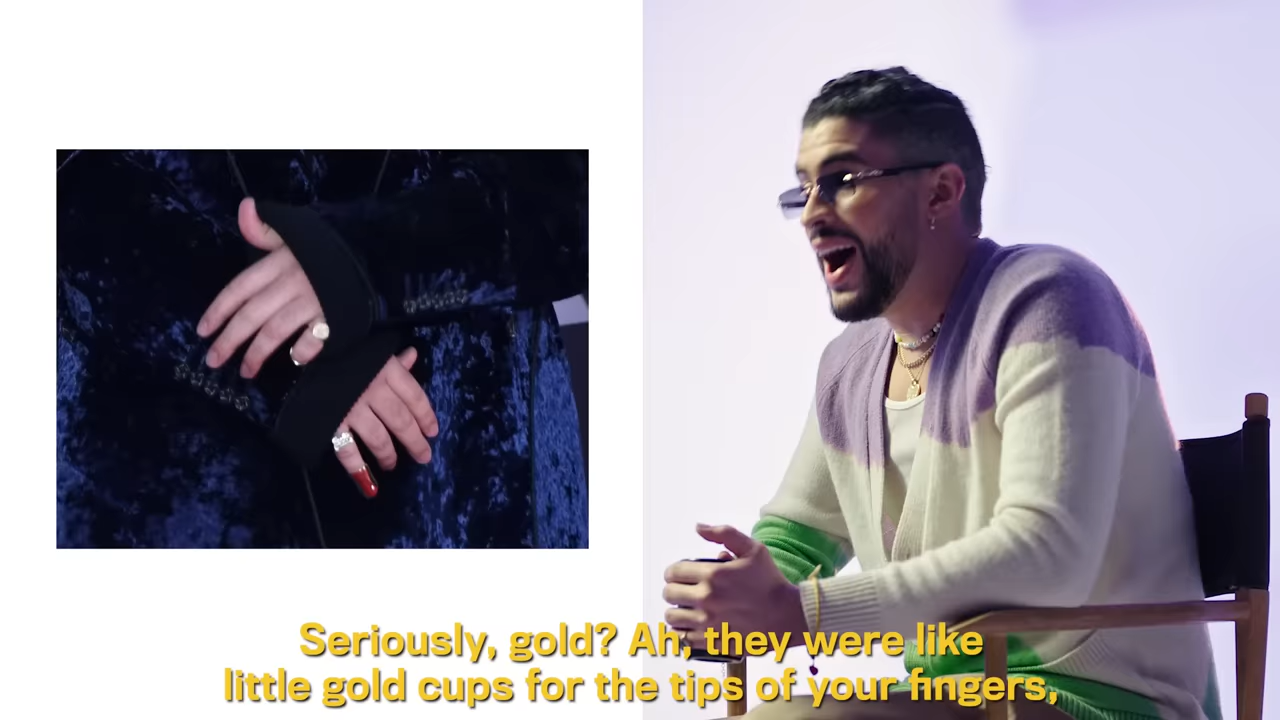 Seriously, gold? Ah, they were like
little gold cups for the tips of your fingers,